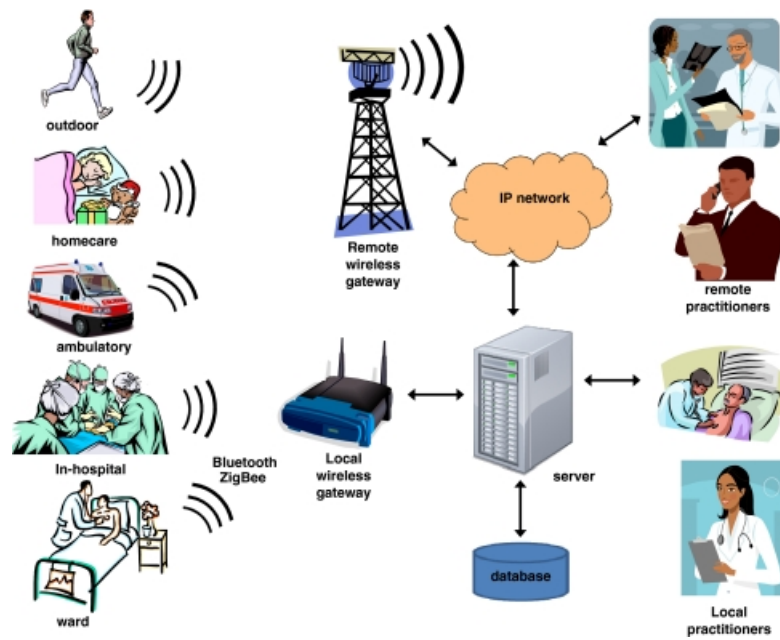 outdoor
homecare
ambulatory
In-hospital
ward
Bluetooth
ZigBee
Remote
wireless
gateway
Local
wireless
gateway
IP network
server
database
remote
practitioners
Local
practitioners